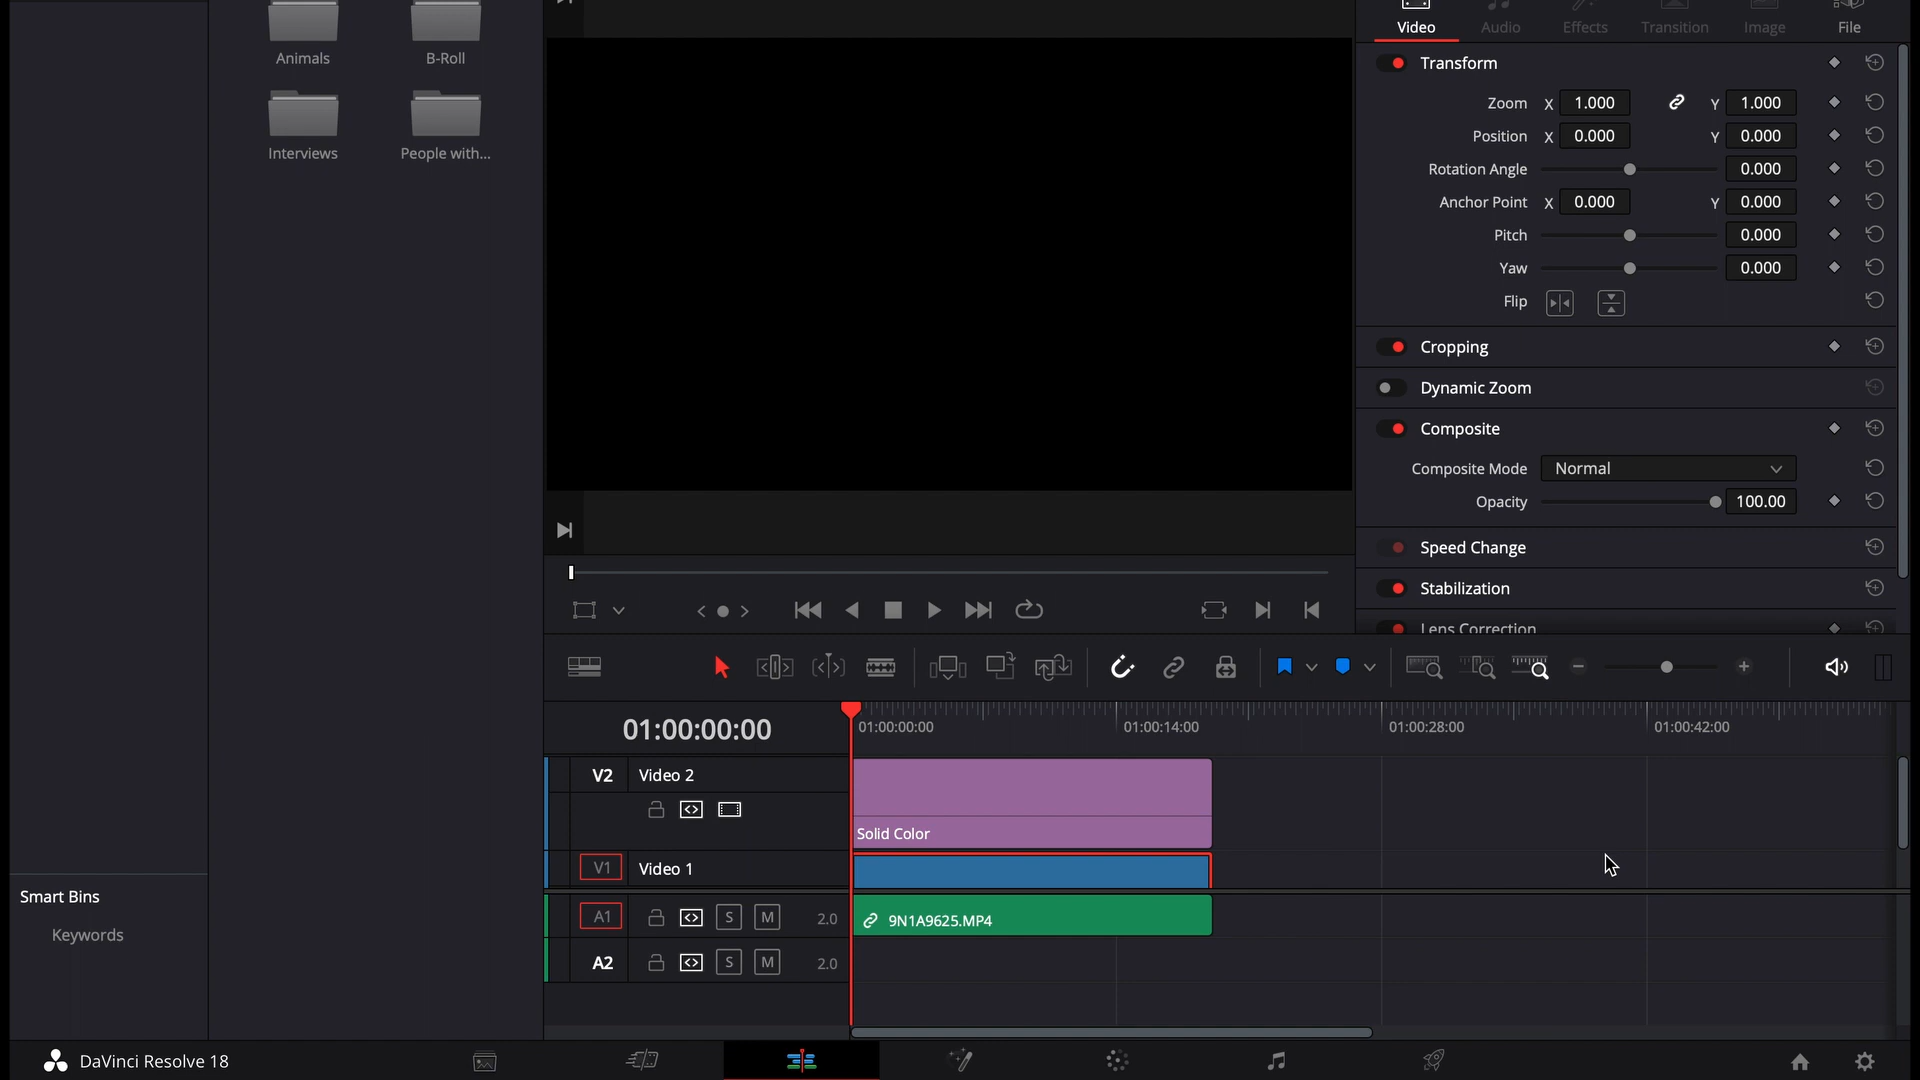 Animals
B-Roll
Interviews
People with...
Smart Bins
Keywords
Video
Audio
Effects
Transition
Image
File
Transform
Zoom X 1.000 Y 1.000
Position X 0.000 Y 0.000
Rotation Angle 0.000
Anchor Point X 0.000 Y 0.000
Pitch 0.000
Yaw 0.000
Flip
Cropping
Dynamic Zoom
Composite
Composite Mode Normal
Opacity 100.00
Speed Change
Stabilization
Lens Correction
01:00:00:00
01:00:00:00
01:00:14:00
01:00:28:00
01:00:42:00
V2 Video 2
Solid Color
V1 Video 1
A1 S M 2.0
9N1A9625.MP4
A2 S M 2.0
DaVinci Resolve 18